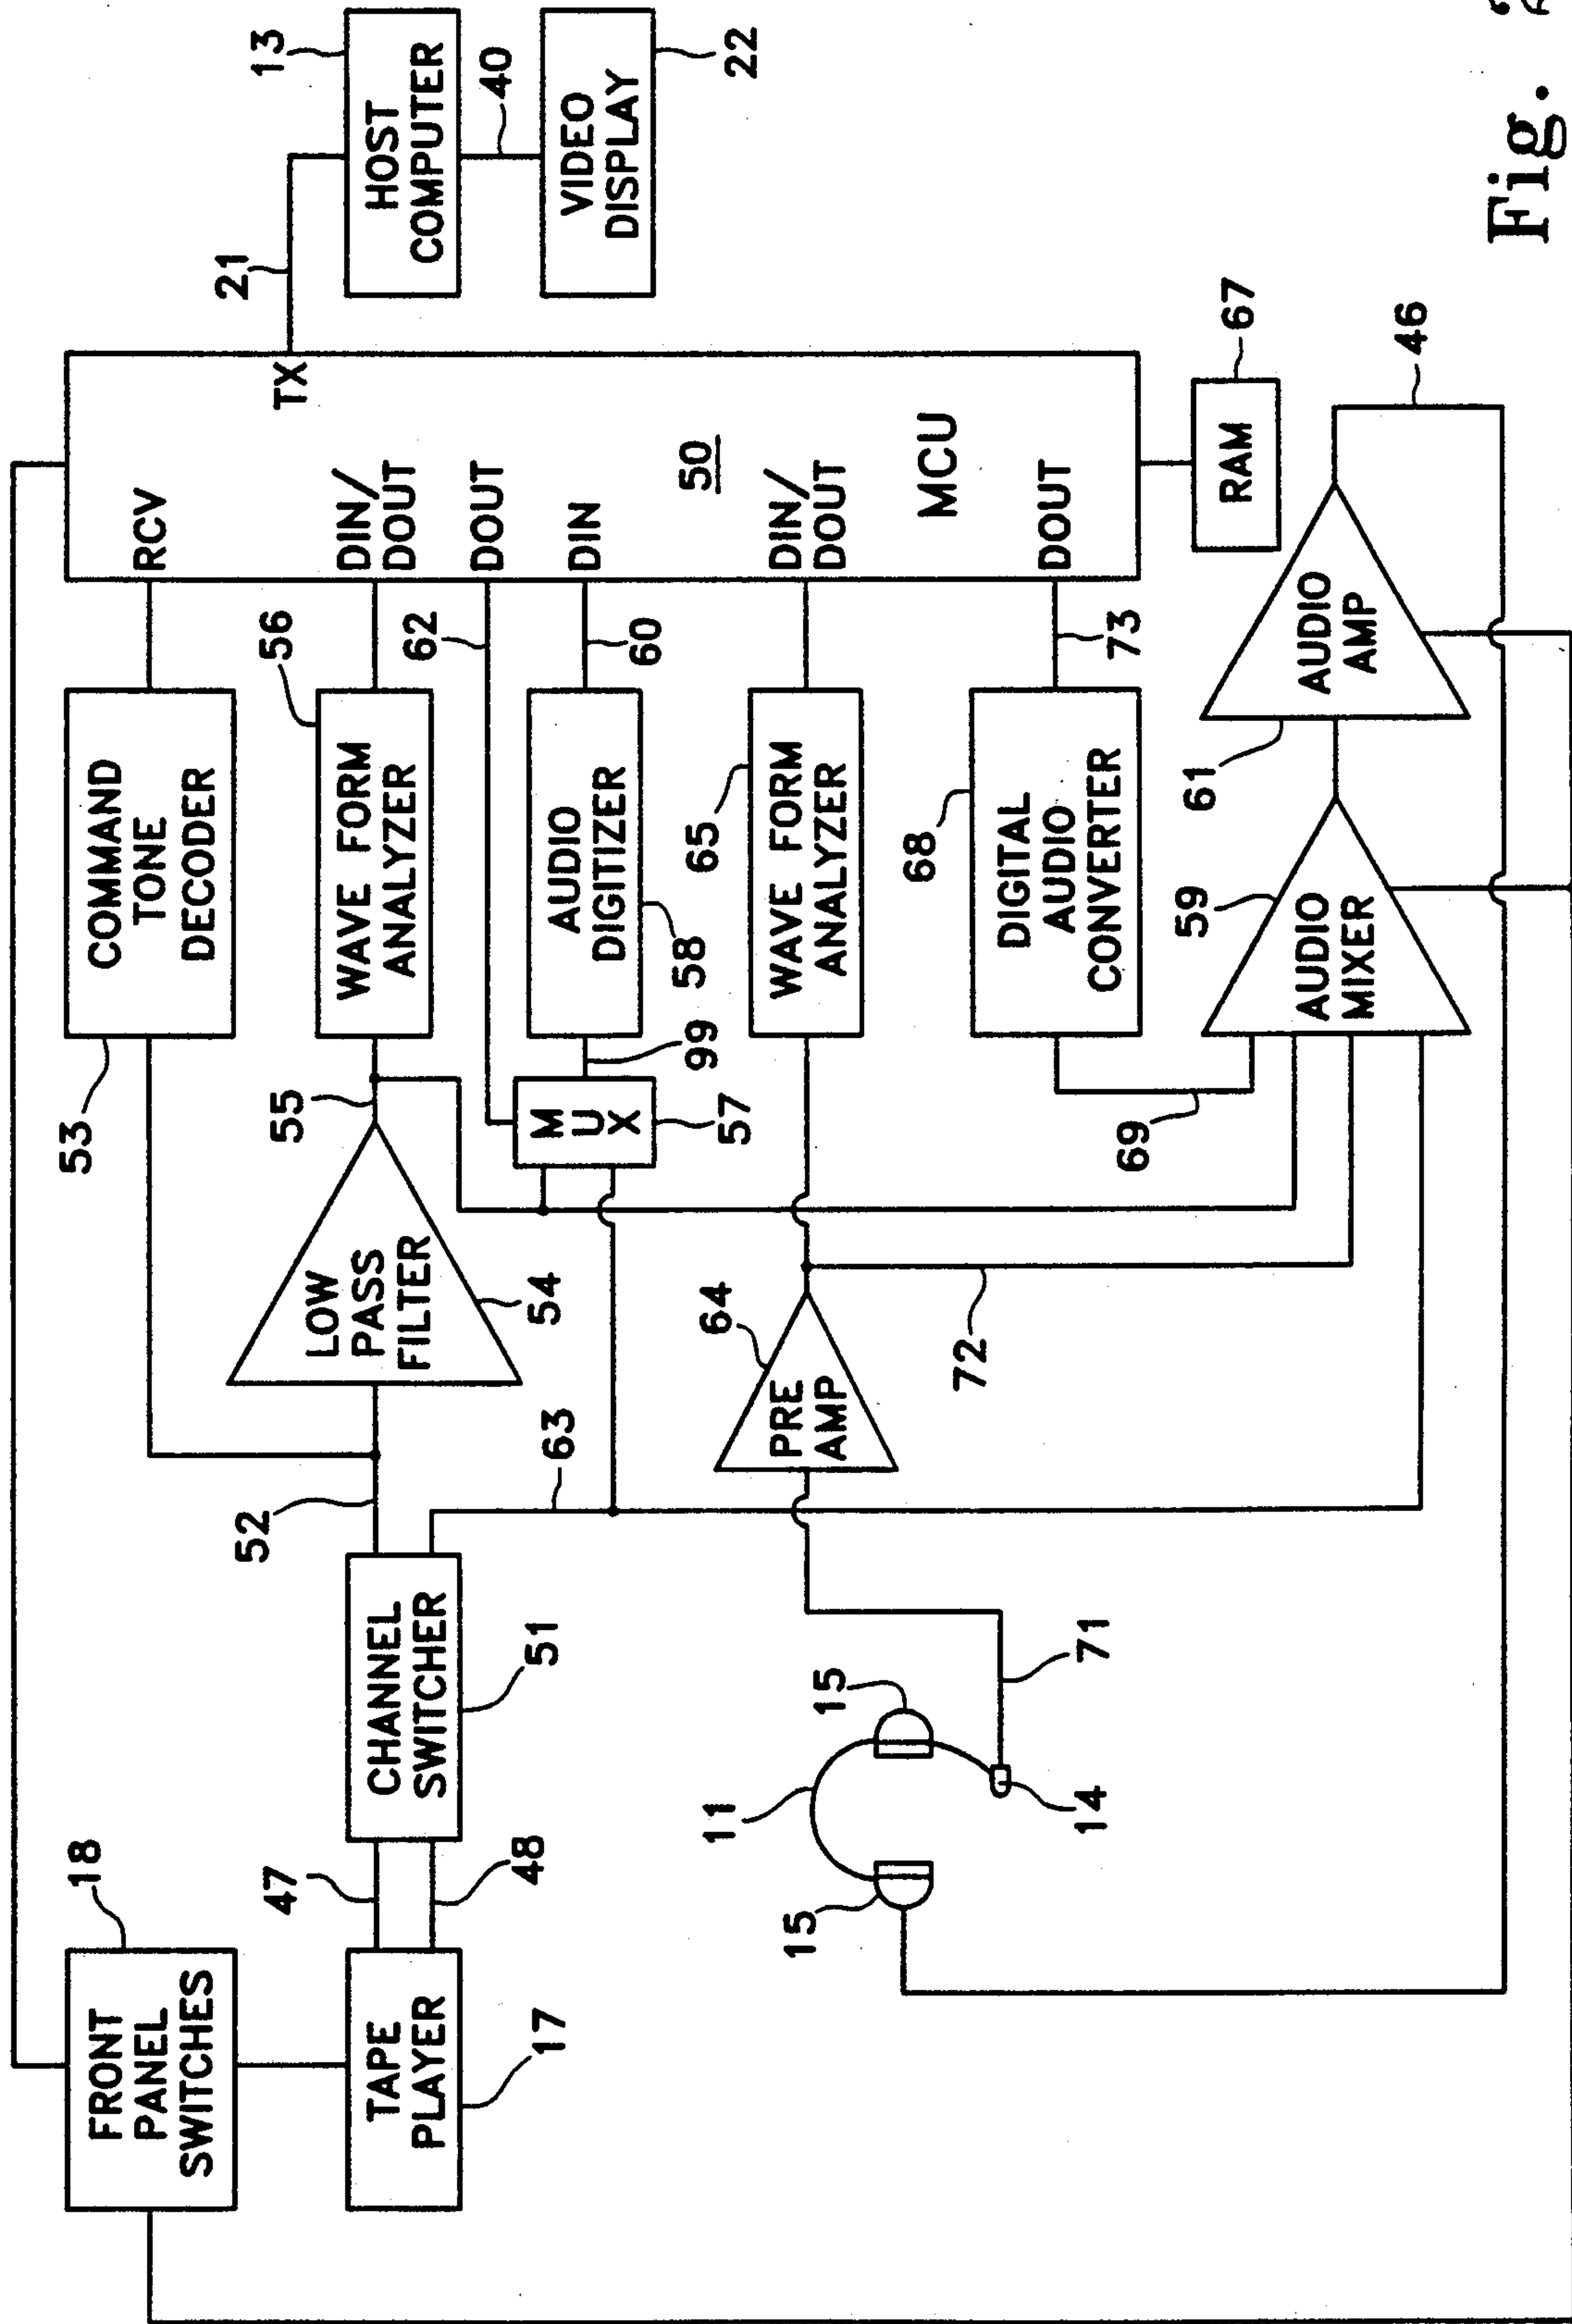 18
FRONT
PANEL
SWITCHES
TAPE
PLAYER
17
47
48
CHANNEL
SWITCHER
51
52
63
53
COMMAND
TONE
DECODER
LOW
PASS
FILTER
54
55
WAVE FORM
ANALYZER
56
62
MUX
57
99
AUDIO
DIGITIZER
58
60
11
15
15
14
71
PRE
AMP
64
72
65
WAVE FORM
ANALYZER
68
DIGITAL
AUDIO
CONVERTER
69
73
59
AUDIO
MIXER
61
AUDIO
AMP
46
RCV
TX
DIN/
DOUT
DOUT
DIN
50
DIN/
DOUT
MCU
DOUT
RAM
67
21
13
HOST
COMPUTER
40
VIDEO
DISPLAY
22
Fig.